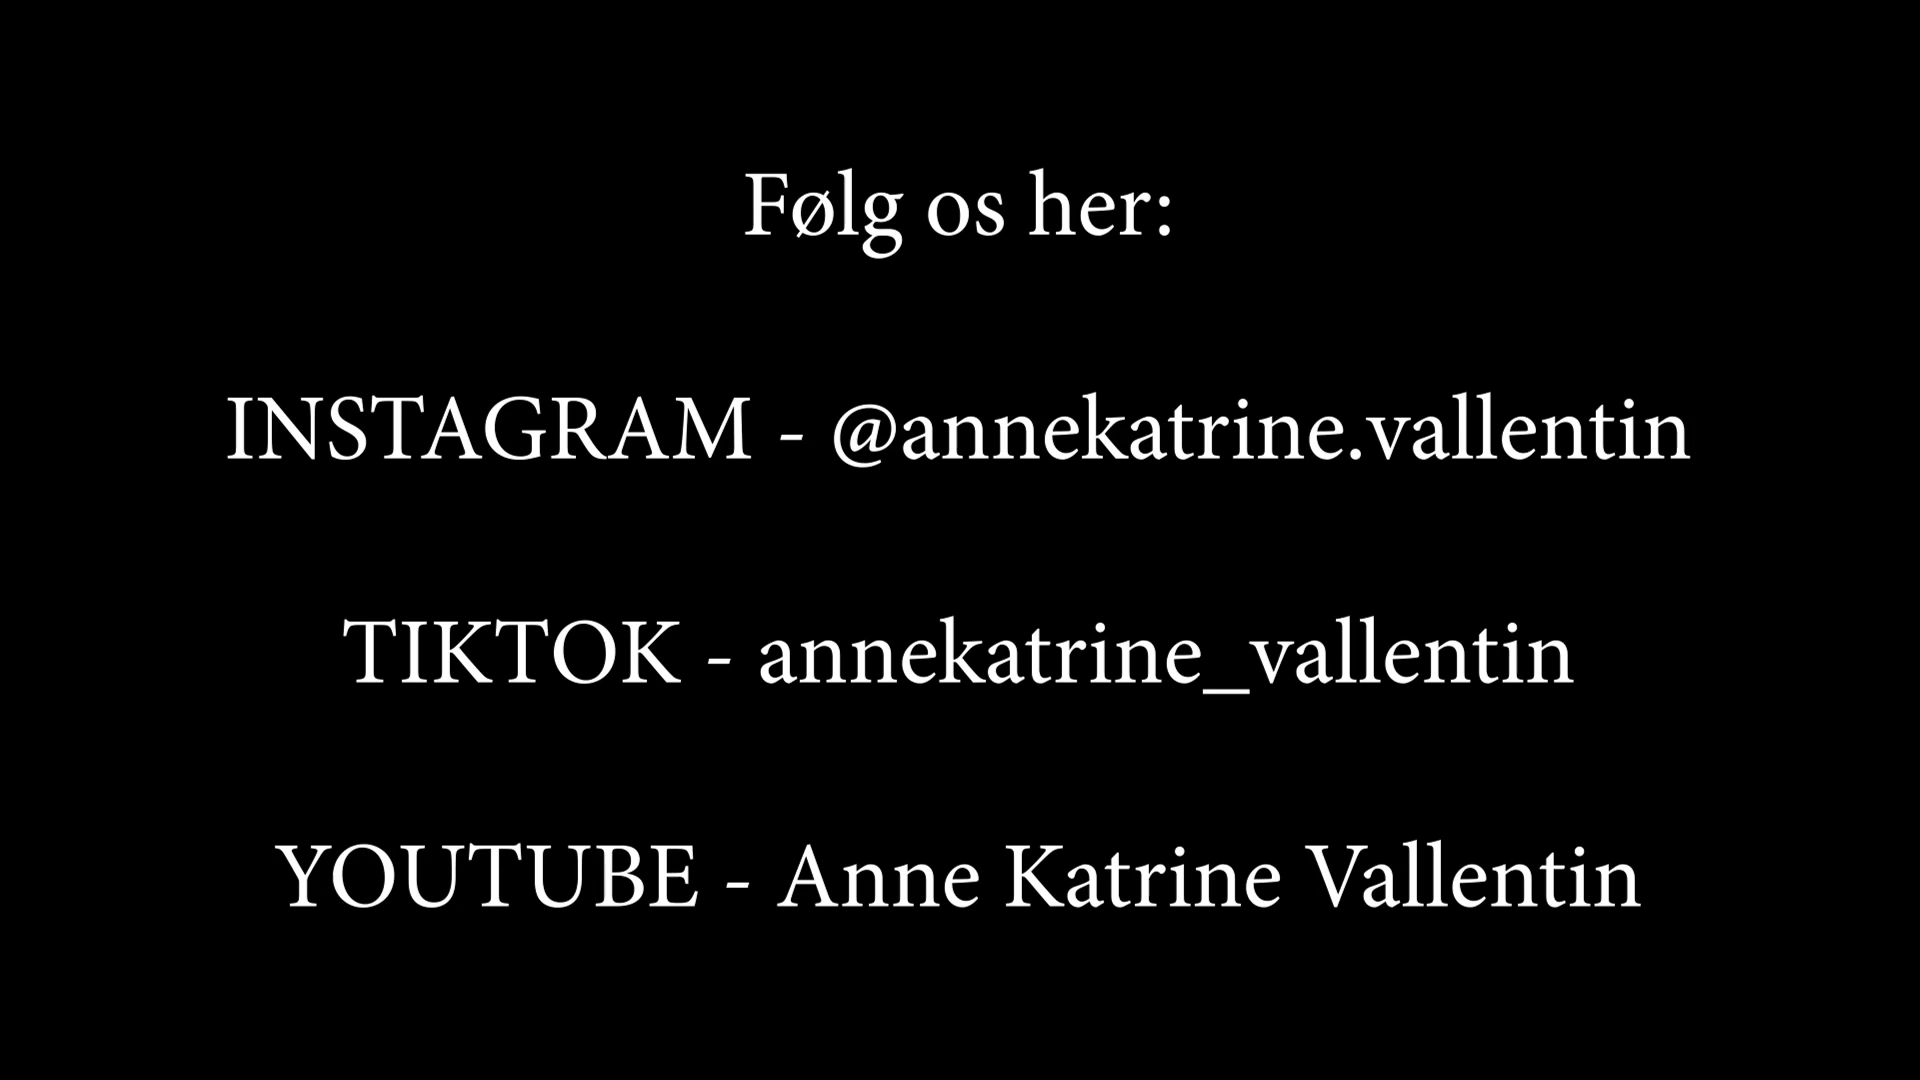 Følg os her:
INSTAGRAM - @annekatrine.vallentin
TIKTOK - annekatrine_vallentin
YOUTUBE - Anne Katrine Vallentin